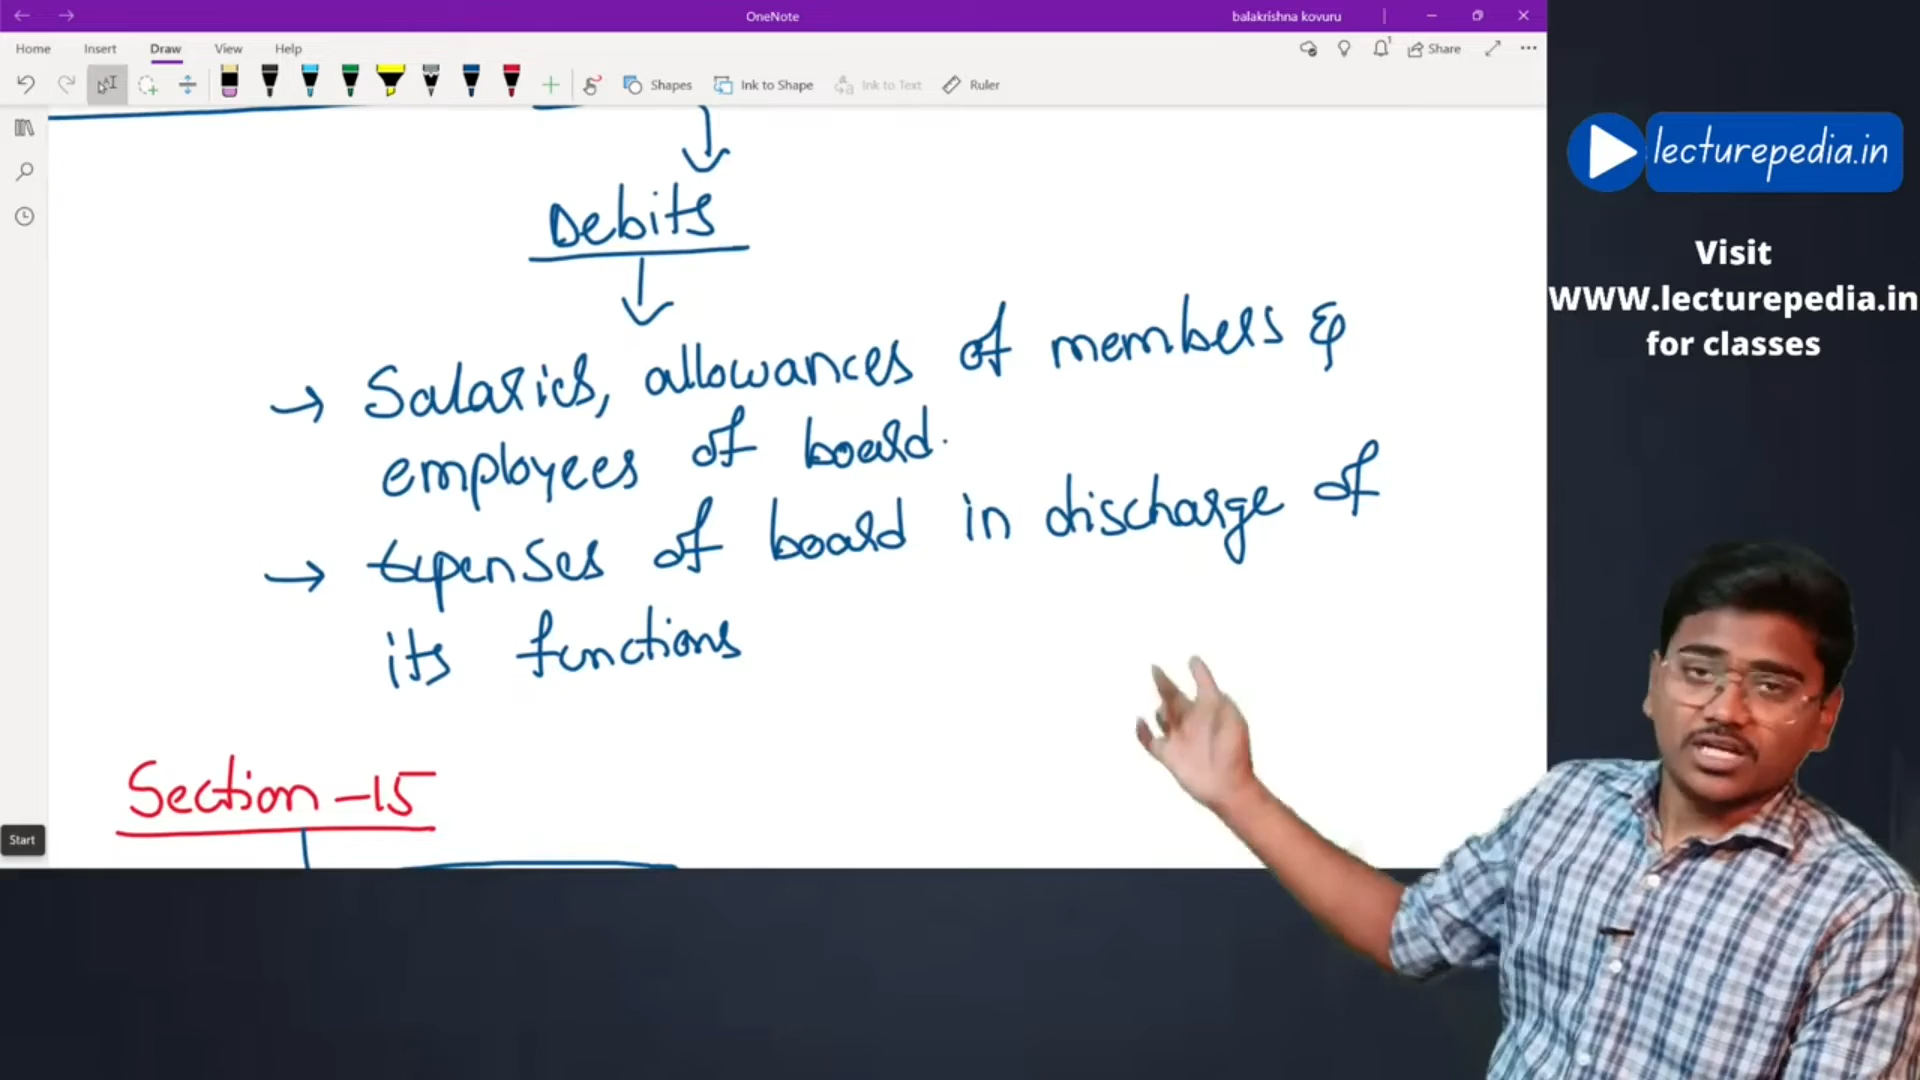 OneNote
balakrishna kovuru
Home Insert Draw View Help
1
Share
Shapes
Ink to Shape
Ink to Text
Ruler
lecturepedia.in
Visit
WWW.lecturepedia.in
for classes
Debits
→ Salaries, allowances of members &
employees of board.
→ Expenses of board in discharge of
its functions
Section - 15
Start